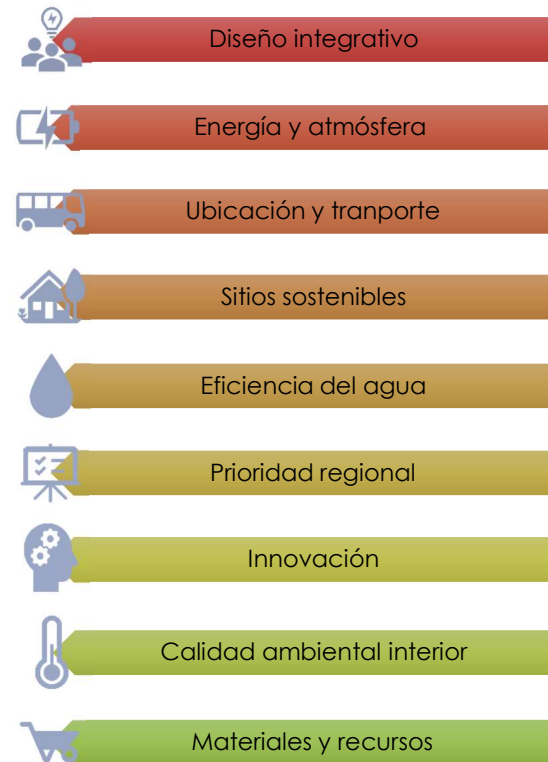 Diseño integrativo
Energía y atmósfera
Ubicación y tranporte
Sitios sostenibles
Eficiencia del agua
Prioridad regional
Innovación
Calidad ambiental interior
Materiales y recursos